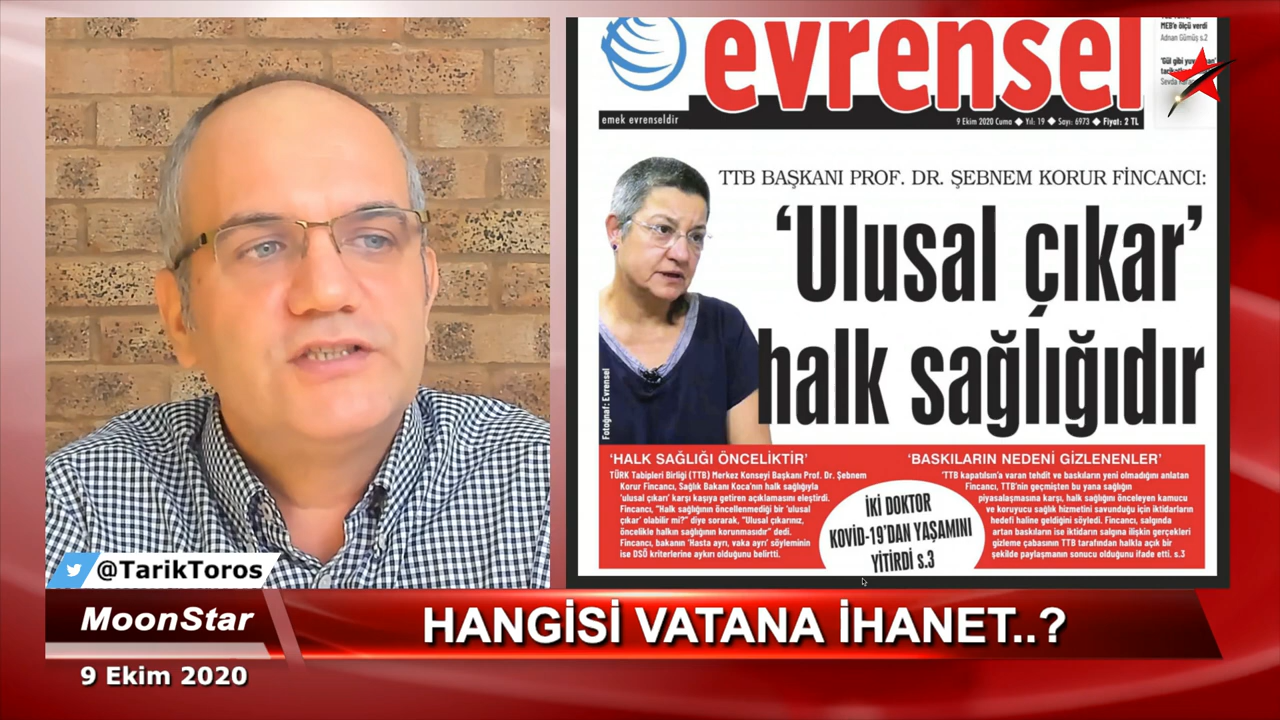 evrensel
emek evrenseldir
9 Ekim 2020 Cuma ◆ Yıl: 19 ◆ Sayı: 6973 ◆ Fiyat: 2 TL
MEB'e ölçü verdi
Adnan Gümüş s.2
'Gül gibi
TTB BAŞKANI PROF. DR. ŞEBNEM KORUR FİNCANCI:
'Ulusal çıkar'
halk sağlığıdır
Fotoğraf: Evrensel
'HALK SAĞLIĞI ÖNCELİKTİR'
TÜRK Tabipleri Birliği (TTB) Merkez Konseyi Başkanı Prof. Dr. Şebnem
Korur Fincancı, Sağlık Bakanı Koca'nın halk sağlığıyla
'ulusal çıkarı' karşı karşıya getiren açıklamasını eleştirdi.
Fincancı, "Halk sağlığının öncellenmediği bir 'ulusal
çıkar' olabilir mi?" diye sorarak, "Ulusal çıkarınız,
öncelikle halkın sağlığının korunmasıdır" dedi.
Fincancı, bakanın 'Hasta ayrı, vaka ayrı' söyleminin
ise DSÖ kriterlerine aykırı olduğunu belirtti.
İKİ DOKTOR
KOVİD-19'DAN YAŞAMINI
YİTİRDİ s.3
'BASKILARIN NEDENİ GİZLENENLER'
'TTB kapatılsın'a varan tehdit ve baskıların yeni olmadığını anlatan
Fincancı, TTB'nin geçmişten bu yana sağlığın
piyasalaşmasına karşı, halk sağlığını önceleyen kamucu
ve koruyucu sağlık hizmetini savunduğu için iktidarların
hedefi haline geldiğini söyledi. Fincancı, salgında
artan baskıların ise iktidarın salgına ilişkin gerçekleri
gizleme çabasının TTB tarafından halkla açık bir
şekilde paylaşmanın sonucu olduğunu ifade etti. s.3
@TarikToros
MoonStar
HANGİSİ VATANA İHANET..?
9 Ekim 2020